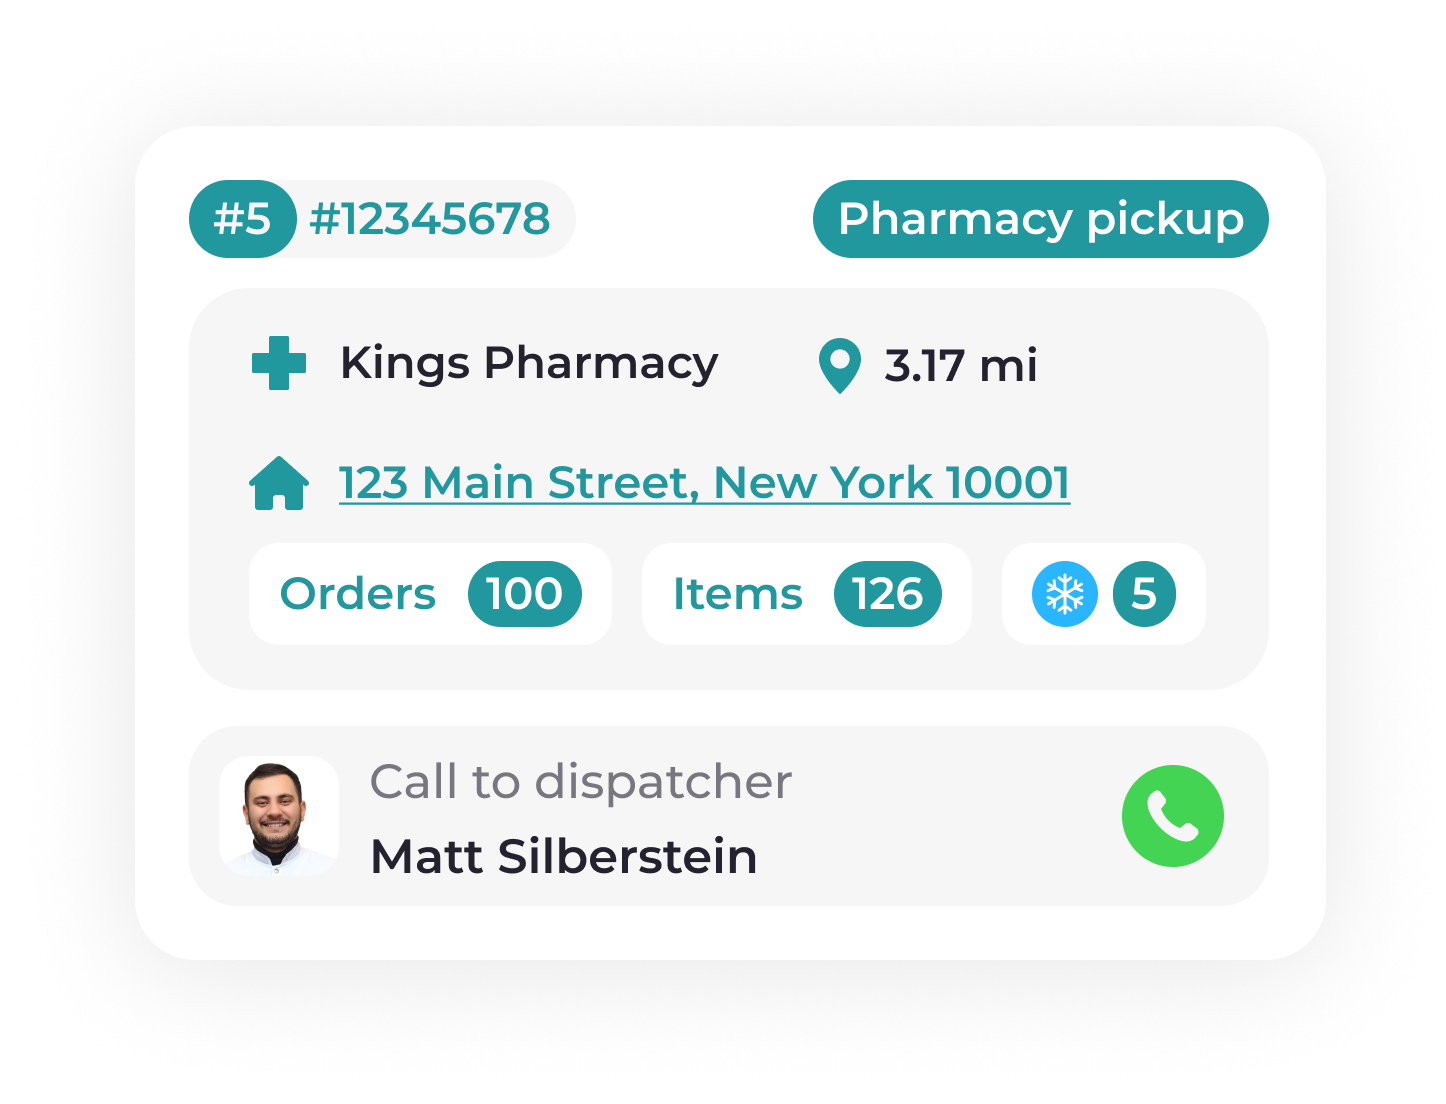 #5 #12345678 Pharmacy pickup
Kings Pharmacy 3.17 mi
123 Main Street, New York 10001
Orders 100 Items 126 5
Call to dispatcher
Matt Silberstein